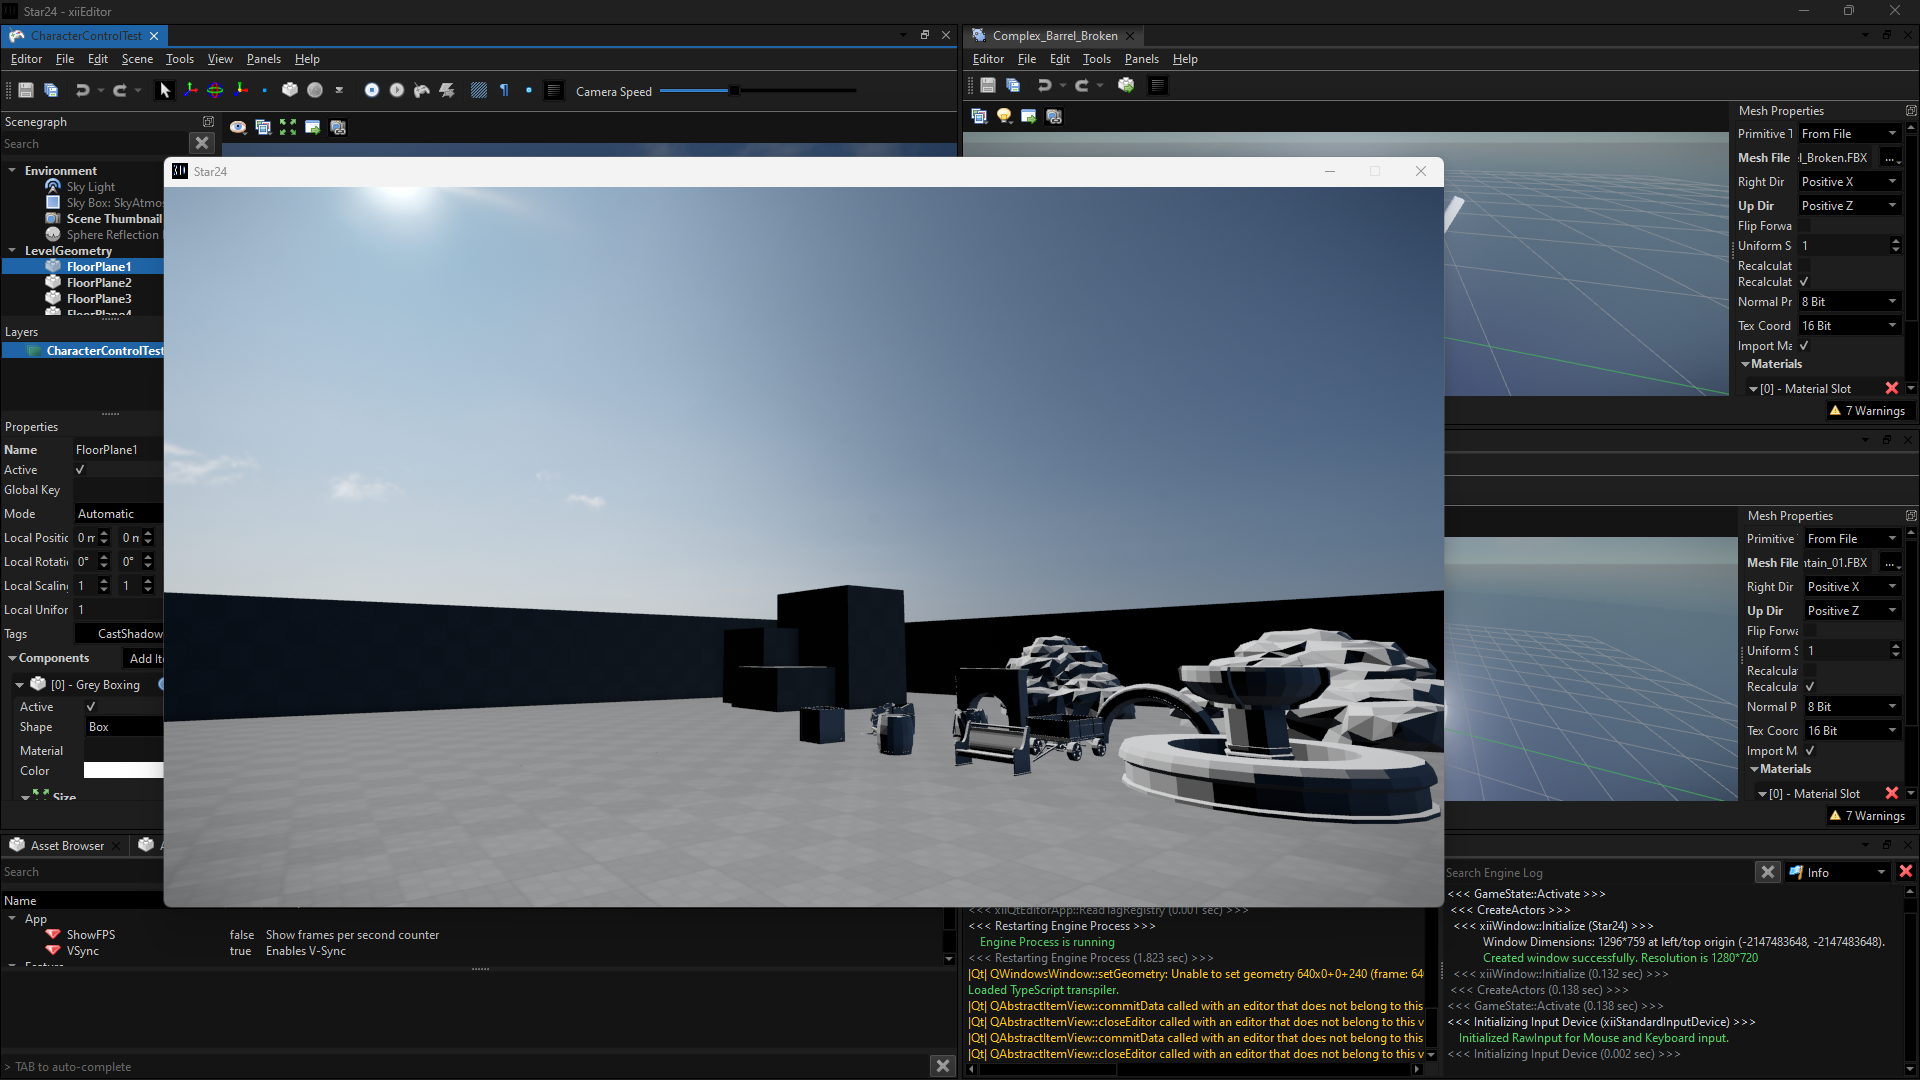 Star24 - xiiEditor
CharacterControlTest
Editor File Edit Scene Tools View Panels Help
Camera Speed
Scenegraph
Search
Environment
Sky Light
Sky Box: SkyAtmos
Scene Thumbnail
Sphere Reflection
LevelGeometry
FloorPlane1
FloorPlane2
FloorPlane3
FloorPlane4
Layers
CharacterControlTest
Properties
Name FloorPlane1
Active
Global Key
Mode Automatic
Local Positic 0 m 0 m
Local Rotati 0° 0°
Local Scaling 1 1
Local Unifor 1
Tags CastShadow
Components Add Ite
[0] - Grey Boxing
Active
Shape Box
Material
Color
Size
Star24
Complex_Barrel_Broken
Editor File Edit Tools Panels Help
Mesh Properties
Primitive T From File
Mesh File l_Broken.FBX ...
Right Dir Positive X
Up Dir Positive Z
Flip Forwa
Uniform S 1
Recalculat
Recalculat
Normal Pr 8 Bit
Tex Coord 16 Bit
Import Ma
Materials
[0] - Material Slot
7 Warnings
Mesh Properties
Primitive From File
Mesh File ntain_01.FBX ...
Right Dir Positive X
Up Dir Positive Z
Flip Forwa
Uniform S 1
Recalcula
Recalcula
Normal P 8 Bit
Tex Coord 16 Bit
Import M
Materials
[0] - Material Slot
7 Warnings
Asset Browser
Search
Name
App
ShowFPS false Show frames per second counter
VSync true Enables V-Sync
> TAB to auto-complete
<<< xiiQtEditorApp::ReadTagRegistry (0.001 sec) >>>
<<< Restarting Engine Process >>>
Engine Process is running
<<< Restarting Engine Process (1.823 sec) >>>
|Qt| QWindowsWindow::setGeometry: Unable to set geometry 640x0+0+240 (frame: 64
Loaded TypeScript transpiler.
|Qt| QAbstractItemView::commitData called with an editor that does not belong to this
|Qt| QAbstractItemView::closeEditor called with an editor that does not belong to this v
|Qt| QAbstractItemView::commitData called with an editor that does not belong to this
|Qt| QAbstractItemView::closeEditor called with an editor that does not belong to this v
Search Engine Log Info
<<< GameState::Activate >>>
<<< CreateActors >>>
<<< xiiWindow::Initialize (Star24) >>>
Window Dimensions: 1296*759 at left/top origin (-2147483648, -2147483648).
Created window successfully. Resolution is 1280*720
<<< xiiWindow::Initialize (0.132 sec) >>>
<<< CreateActors (0.138 sec) >>>
<<< GameState::Activate (0.138 sec) >>>
<<< Initializing Input Device (xiiStandardInputDevice) >>>
Initialized RawInput for Mouse and Keyboard input.
<<< Initializing Input Device (0.002 sec) >>>